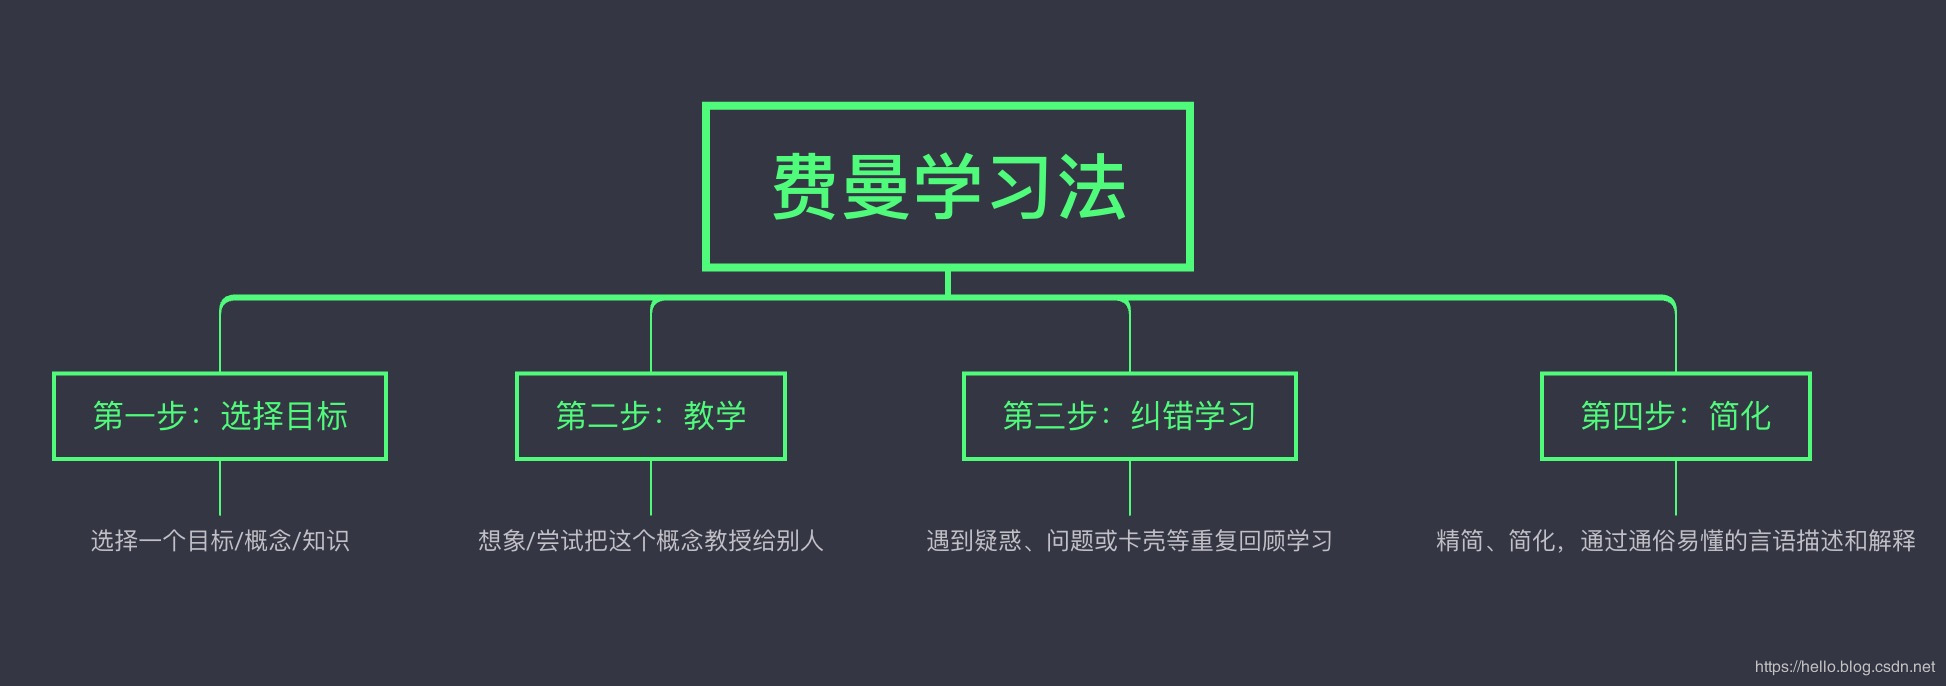 费曼学习法
第一步：选择目标
第二步：教学
第三步：纠错学习
第四步：简化
选择一个目标/概念/知识
想象/尝试把这个概念教授给别人
遇到疑惑、问题或卡壳等重复回顾学习
精简、简化，通过通俗易懂的言语描述和解释
https://hello.blog.csdn.net